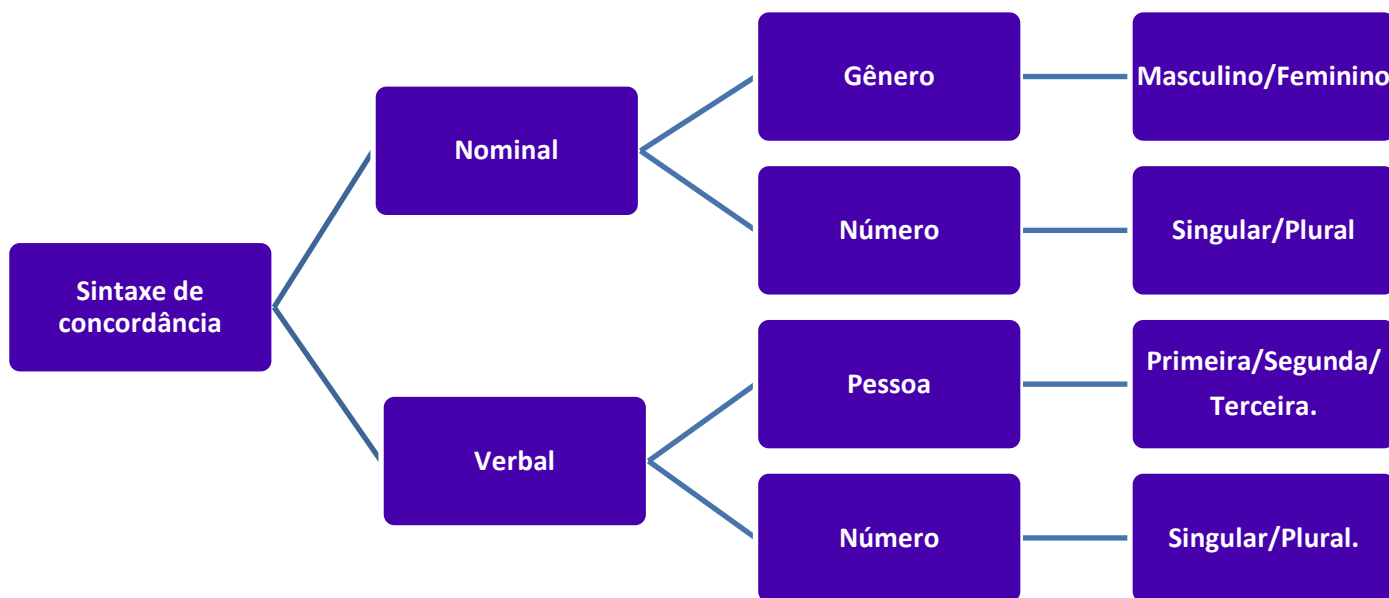 Sintaxe de
concordância
Nominal
Gênero
Masculino/Feminino
Número
Singular/Plural
Verbal
Pessoa
Primeira/Segunda/
Terceira.
Número
Singular/Plural.